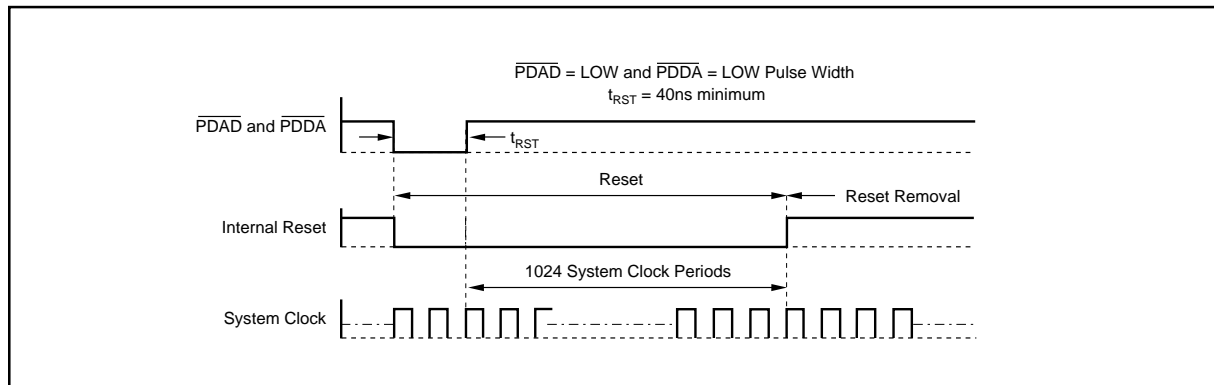 PDAD = LOW and PDDA = LOW Pulse Width
tRST = 40ns minimum
PDAD and PDDA
tRST
Reset
Reset Removal
Internal Reset
1024 System Clock Periods
System Clock